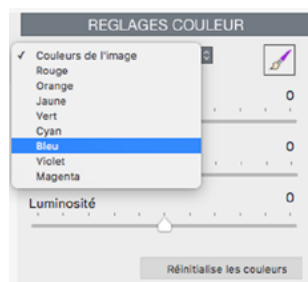 REGLAGES COULEUR
✓ Couleurs de l'image
Rouge
Orange
Jaune
0
Vert
Cyan
Bleu
0
Violet
Magenta
Luminosité 0
Réinitialise les couleurs